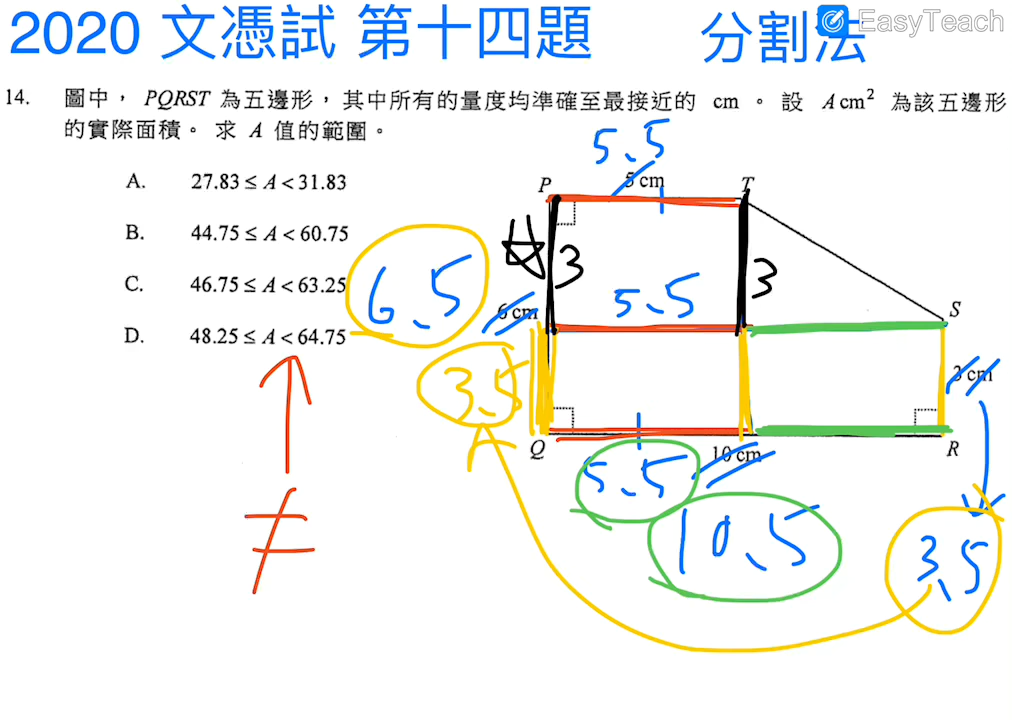 2020 文憑試 第十四題 分割法 EasyTeach
14. 圖中， PQRST 為五邊形，其中所有的量度均準確至最接近的 cm 。 設 A cm² 為該五邊形
的實際面積。 求 A 值的範圍。
A. 27.83 ≤ A < 31.83
B. 44.75 ≤ A < 60.75
C. 46.75 ≤ A < 63.25
D. 48.25 ≤ A < 64.75
5.5
P 5 cm T
3 3
6.5 5.5
6 cm S
3.5 3 cm
Q 10 cm R
5.5
10.5 3.5
≠